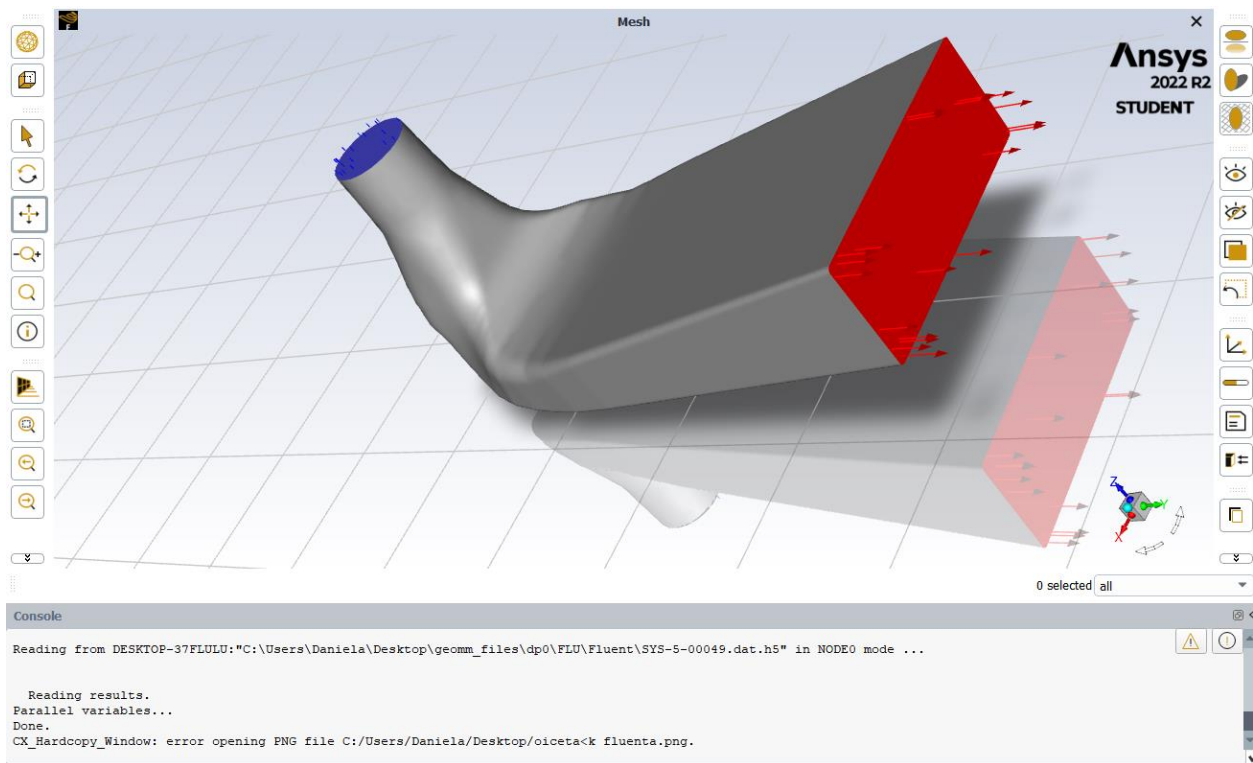 Mesh
Ansys
2022 R2
STUDENT
Z
Y
X
0 selected all
Console
Reading from DESKTOP-37FLULU:"C:\Users\Daniela\Desktop\geomm_files\dp0\FLU\Fluent\SYS-5-00049.dat.h5" in NODE0 mode ...
Reading results.
Parallel variables...
Done.
CX_Hardcopy_Window: error opening PNG file C:/Users/Daniela/Desktop/oiceta<k fluenta.png.